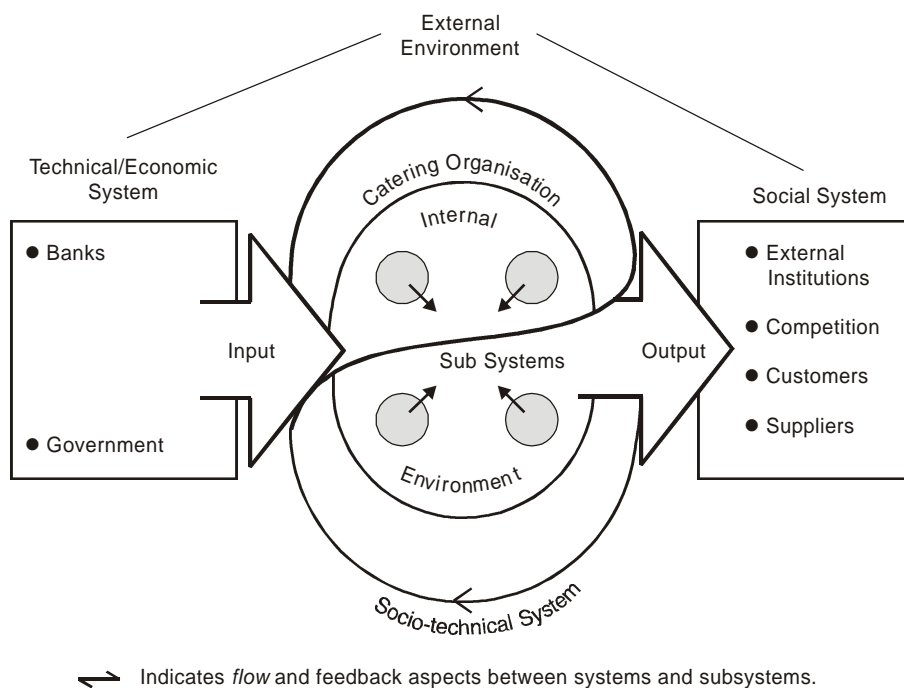 External
Environment
Technical/Economic
System
Social System
Catering Organisation
Internal
● Banks
● External
Institutions
Input
Sub Systems
Output
● Competition
● Customers
● Government
● Suppliers
Environment
Socio-technical System
Indicates flow and feedback aspects between systems and subsystems.